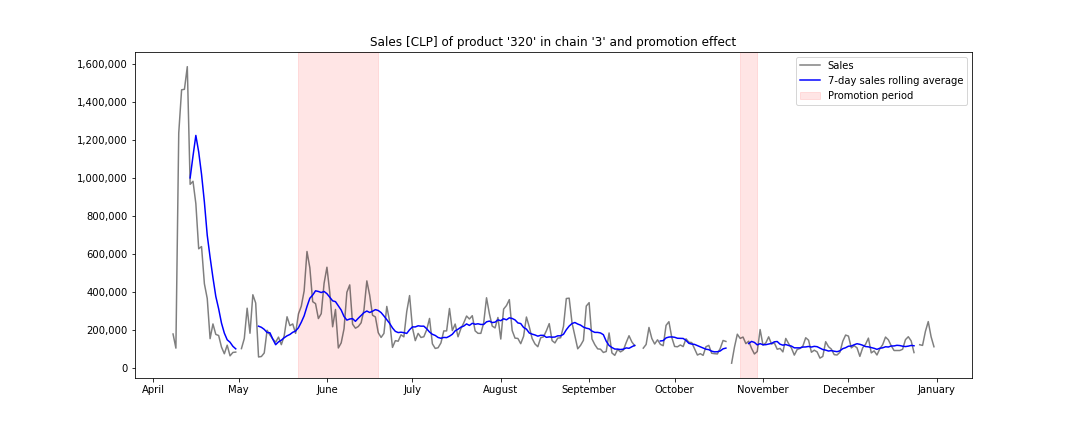 Sales [CLP] of product '320' in chain '3' and promotion effect
Sales
7-day sales rolling average
Promotion period
1,600,000
1,400,000
1,200,000
1,000,000
800,000
600,000
400,000
200,000
0
April May June July August September October November December January